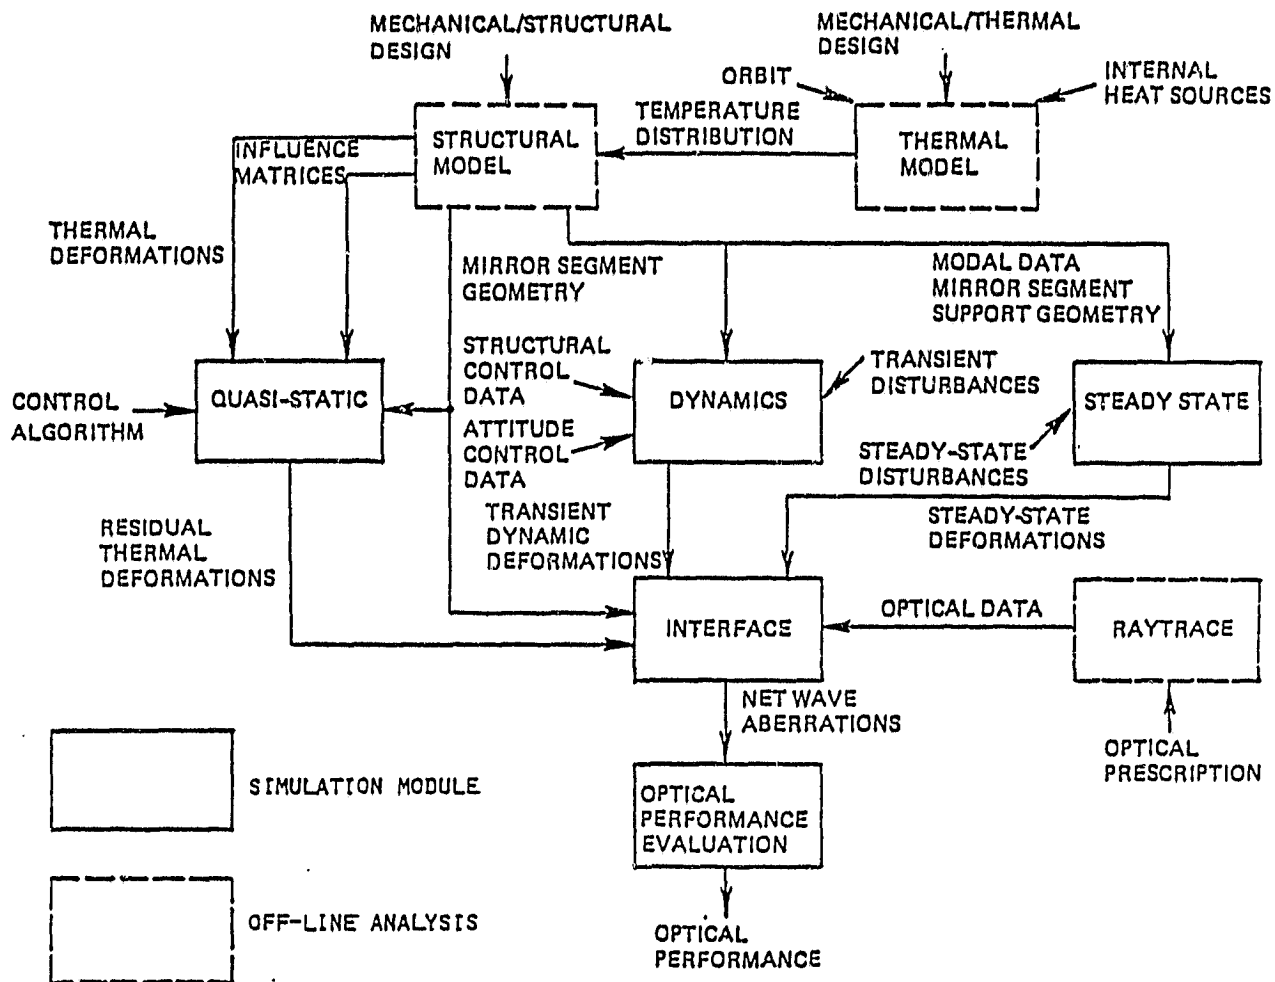 MECHANICAL/STRUCTURAL
DESIGN
MECHANICAL/THERMAL
DESIGN
ORBIT
INTERNAL
HEAT SOURCES
TEMPERATURE
DISTRIBUTION
STRUCTURAL
MODEL
THERMAL
MODEL
INFLUENCE
MATRICES
THERMAL
DEFORMATIONS
MIRROR SEGMENT
GEOMETRY
MODAL DATA
MIRROR SEGMENT
SUPPORT GEOMETRY
STRUCTURAL
CONTROL
DATA
TRANSIENT
DISTURBANCES
CONTROL
ALGORITHM
QUASI-STATIC
DYNAMICS
STEADY STATE
ATTITUDE
CONTROL
DATA
STEADY-STATE
DISTURBANCES
RESIDUAL
THERMAL
DEFORMATIONS
TRANSIENT
DYNAMIC
DEFORMATIONS
STEADY-STATE
DEFORMATIONS
INTERFACE
OPTICAL DATA
RAYTRACE
NET WAVE
ABERRATIONS
OPTICAL
PRESCRIPTION
SIMULATION MODULE
OPTICAL
PERFORMANCE
EVALUATION
OFF-LINE ANALYSIS
OPTICAL
PERFORMANCE